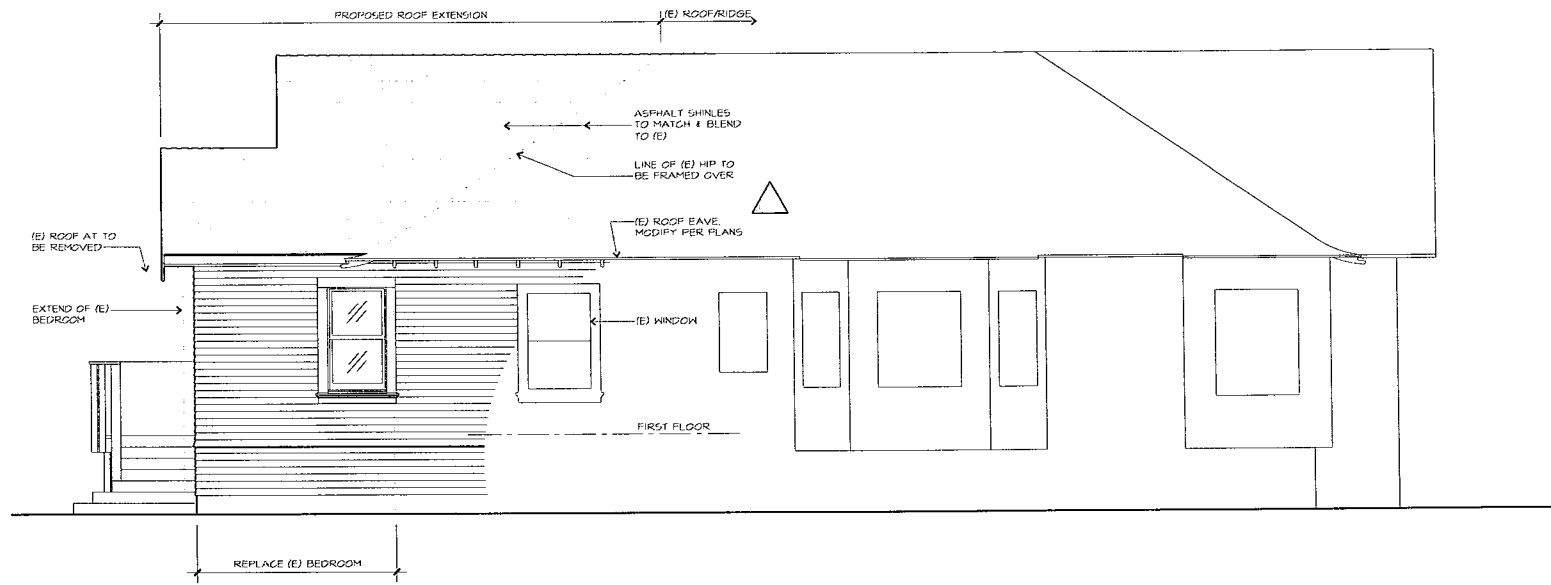 PROPOSED ROOF EXTENSION
(E) ROOF/RIDGE
ASPHALT SHINLES
TO MATCH & BLEND
TO (E)
LINE OF (E) HIP TO
BE FRAMED OVER
(E) ROOF EAVE,
MODIFY PER PLANS
(E) ROOF AT TO
BE REMOVED
EXTEND OF (E)
BEDROOM
(E) WINDOW
FIRST FLOOR
REPLACE (E) BEDROOM